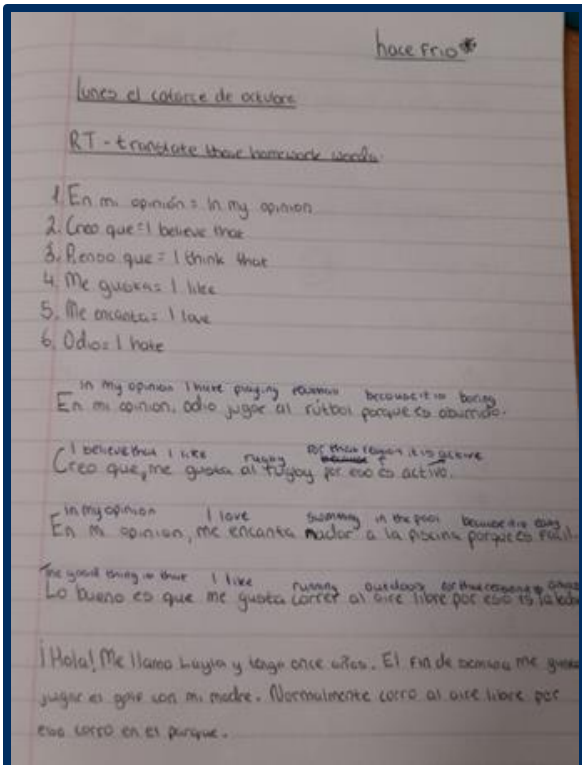 hace frio
lunes el catorce de octubre
RT - translate these homework words
1. En mi opinión = In my opinion
2. Creo que = I believe that
3. Pienso que = I think that
4. Me gusta = I like
5. Me encanta = I love
6. Odio = I hate
in my opinion I hate playing because it is boring
En mi opinion, odio jugar al fútbol porque es aburrido.
I believe that I like rugby for that reason it is active
Creo que, me gusta al rugby por eso es activo.
in my opinion I love swimming in the pool because it is easy
En mi opinion, me encanta nadar a la piscina porque es fácil
The good thing is that I like running outdoors for that reason
Lo bueno es que me gusta correr al aire libre por eso es
¡Hola! Me llamo Layla y tengo once años. El fin de semana me gusta
jugar el golf con mi madre. Normalmente corro al aire libre por
eso corro en el parque.